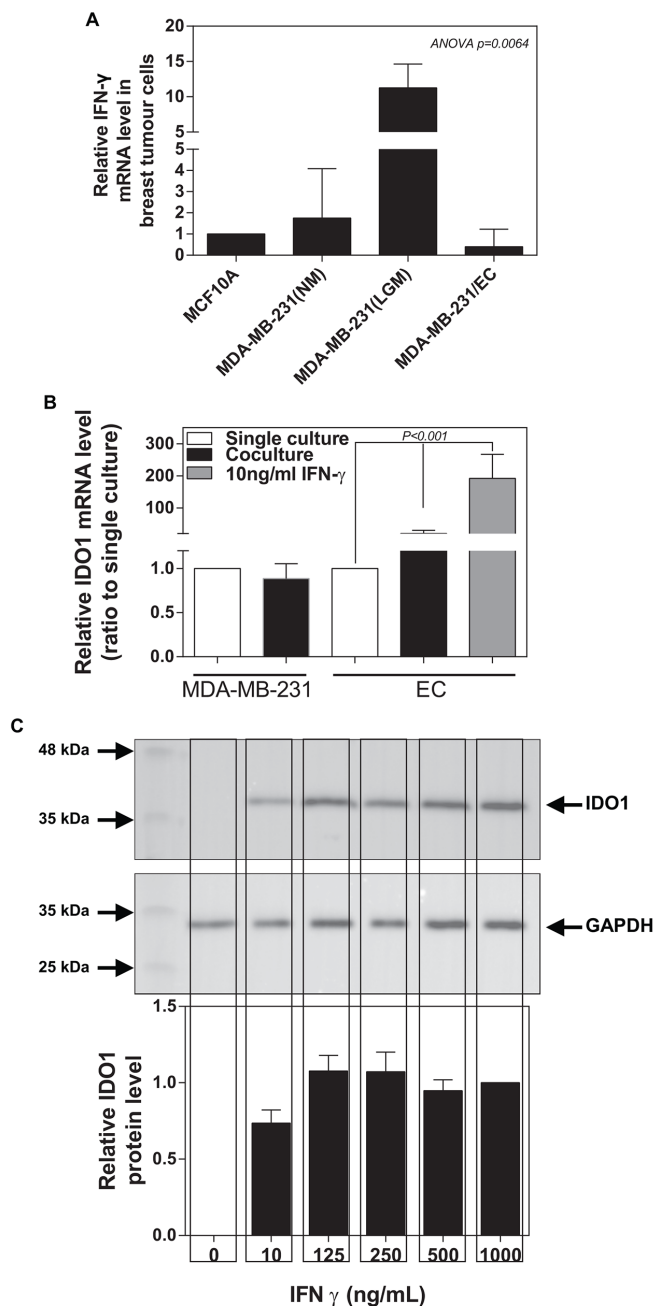 A
Relative IFN-γ
mRNA level in
breast tumour cells
ANOVA p=0.0064
15
10
5
5
4
3
2
1
0
MCF10A
MDA-MB-231(NM)
MDA-MB-231(LGM)
MDA-MB-231/EC
B
Relative IDO1 mRNA level
(ratio to single culture)
Single culture
Coculture
10ng/ml IFN-γ
P<0.001
300
200
100
1.0
0.5
0.0
MDA-MB-231
EC
C
48 kDa
35 kDa
IDO1
35 kDa
25 kDa
GAPDH
Relative IDO1
protein level
1.5
1.0
0.5
0.0
0
10
125
250
500
1000
IFN γ (ng/mL)